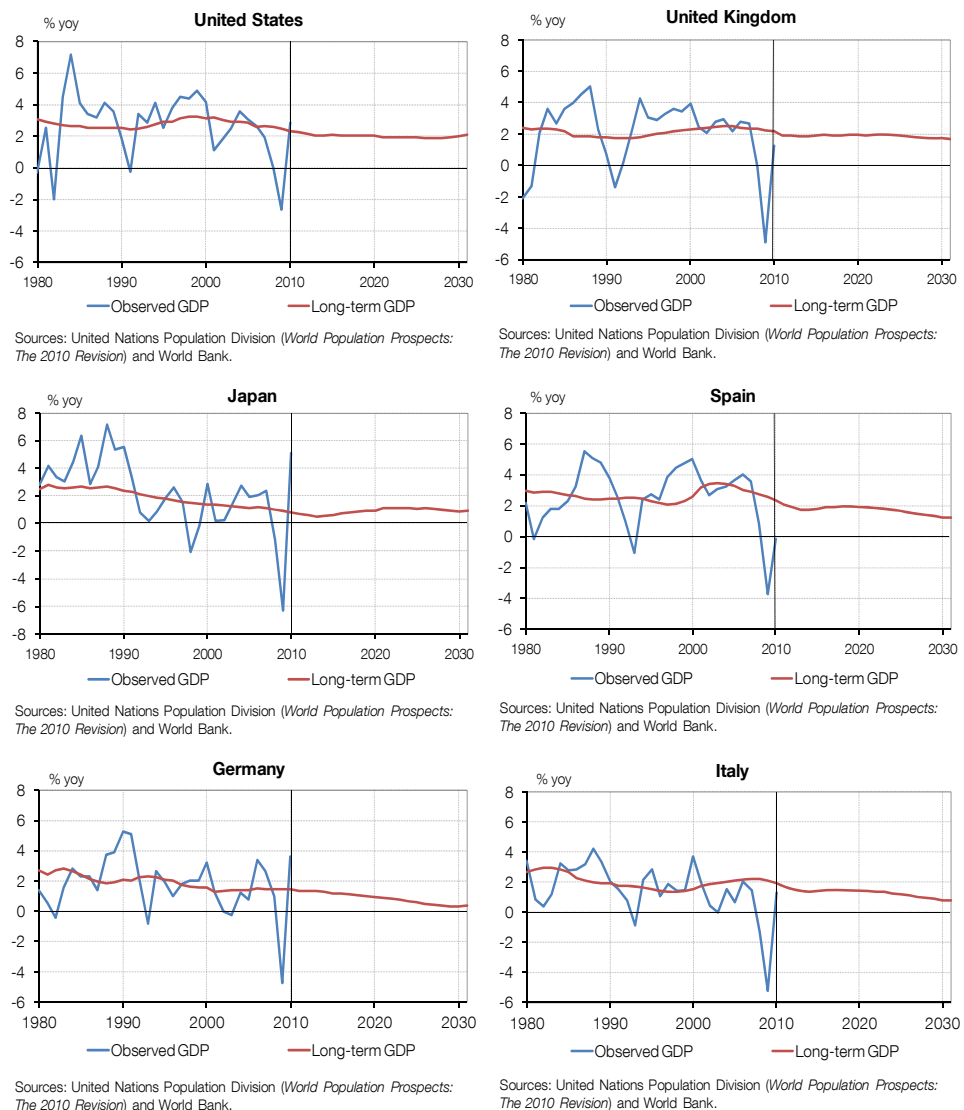 United States
% yoy
8
6
4
2
0
-2
-4
-6
1980 1990 2000 2010 2020 2030
Observed GDP Long-term GDP
Sources: United Nations Population Division (World Population Prospects:
The 2010 Revision) and World Bank.
United Kingdom
% yoy
8
6
4
2
0
-2
-4
-6
1980 1990 2000 2010 2020 2030
Observed GDP Long-term GDP
Sources: United Nations Population Division (World Population Prospects:
The 2010 Revision) and World Bank.
Japan
% yoy
8
6
4
2
0
-2
-4
-6
-8
1980 1990 2000 2010 2020 2030
Observed GDP Long-term GDP
Sources: United Nations Population Division (World Population Prospects:
The 2010 Revision) and World Bank.
Spain
% yoy
8
6
4
2
0
-2
-4
-6
1980 1990 2000 2010 2020 2030
Observed GDP Long-term GDP
Sources: United Nations Population Division (World Population Prospects:
The 2010 Revision) and World Bank.
Germany
% yoy
8
6
4
2
0
-2
-4
-6
1980 1990 2000 2010 2020 2030
Observed GDP Long-term GDP
Sources: United Nations Population Division (World Population Prospects:
The 2010 Revision) and World Bank.
Italy
% yoy
8
6
4
2
0
-2
-4
-6
1980 1990 2000 2010 2020 2030
Observed GDP Long-term GDP
Sources: United Nations Population Division (World Population Prospects:
The 2010 Revision) and World Bank.